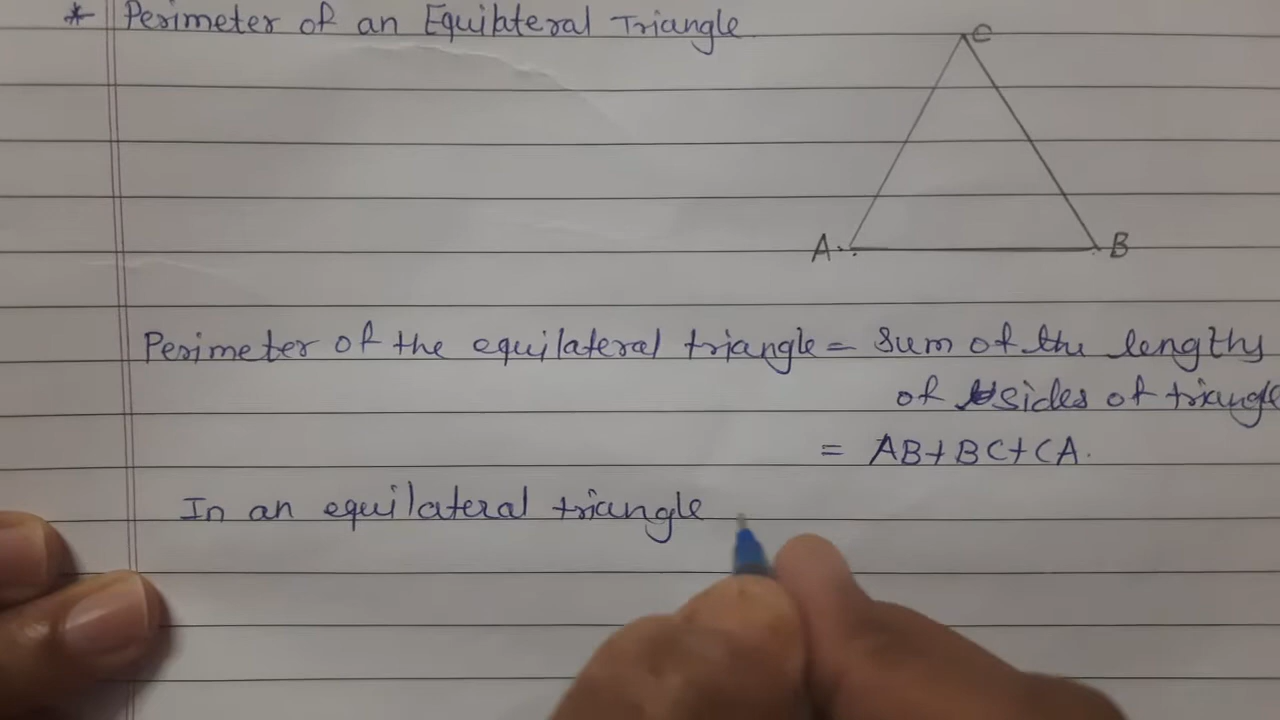 * Perimeter of an Equilateral Triangle
C
A
B
Perimeter of the equilateral triangle = Sum of the lengths
of sides of triangle
= AB+BC+CA.
In an equilateral triangle